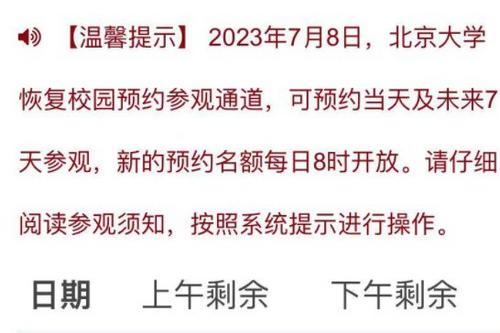 【温馨提示】 2023年7月8日，北京大学
恢复校园预约参观通道，可预约当天及未来7
天参观，新的预约名额每日8时开放。请仔细
阅读参观须知，按照系统提示进行操作。
日期 上午剩余 下午剩余